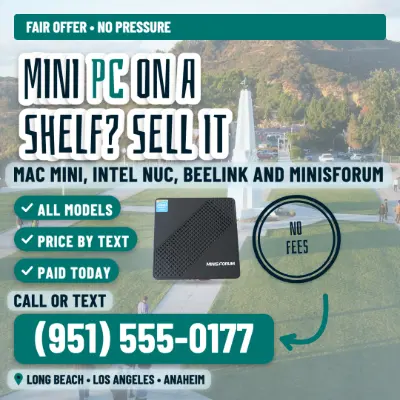 FAIR OFFER • NO PRESSURE
MINI PC ON A
SHELF? SELL IT
MAC MINI, INTEL NUC, BEELINK AND MINISFORUM
ALL MODELS
PRICE BY TEXT
PAID TODAY
MINISFORUM
NO
FEES
CALL OR TEXT
(951) 555-0177
LONG BEACH • LOS ANGELES • ANAHEIM